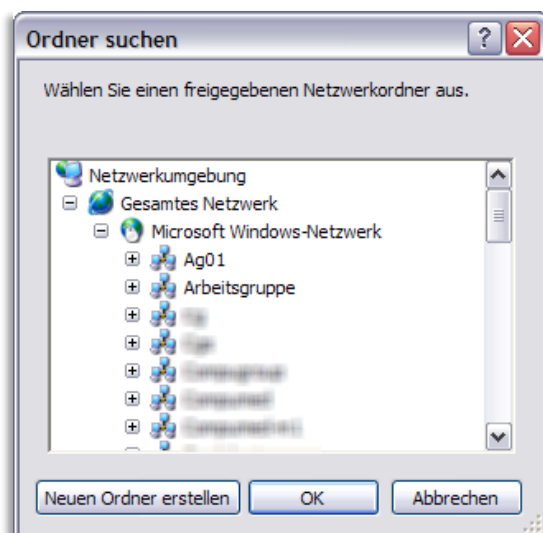 Ordner suchen
Wählen Sie einen freigegebenen Netzwerkordner aus.
Netzwerkumgebung
Gesamtes Netzwerk
Microsoft Windows-Netzwerk
Ag01
Arbeitsgruppe
Neuen Ordner erstellen
OK
Abbrechen